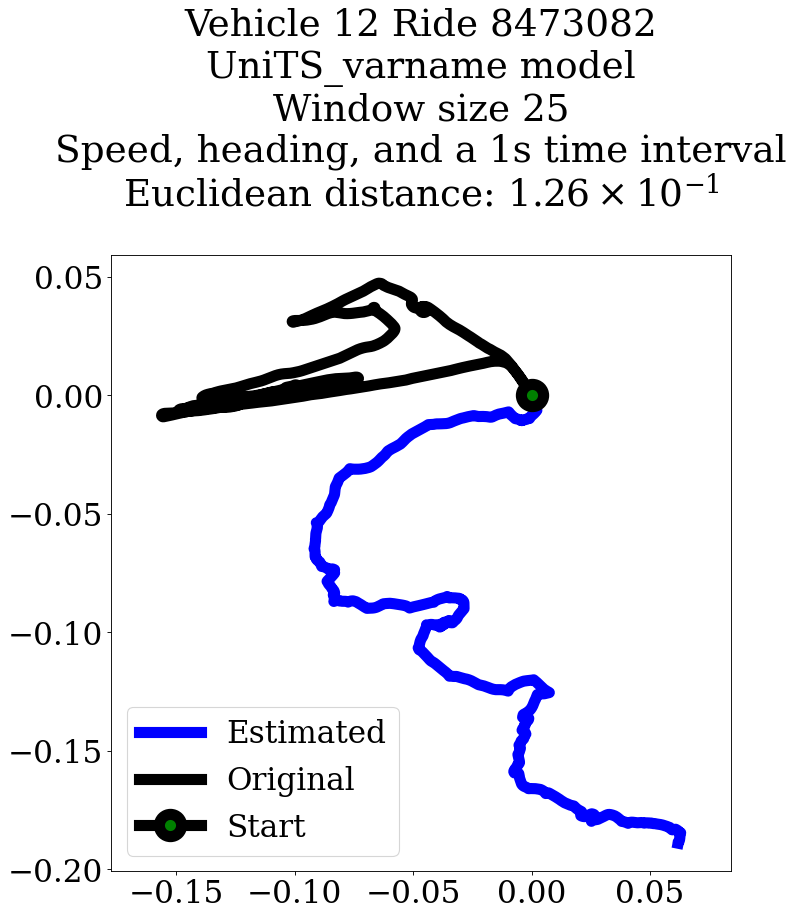 Vehicle 12 Ride 8473082
UniTS_varname model
Window size 25
Speed, heading, and a 1s time interval
Euclidean distance: 1.26 × 10⁻¹
0.05
0.00
−0.05
−0.10
−0.15
−0.20
Estimated
Original
Start
−0.15 −0.10 −0.05 0.00 0.05